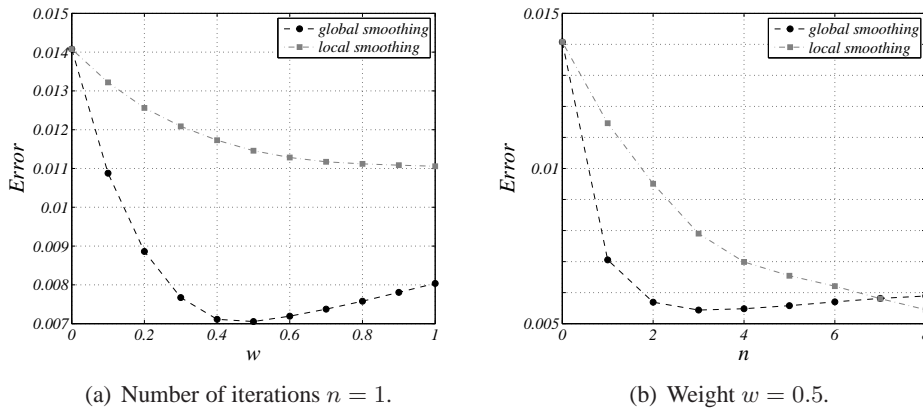 0.015
0.014
0.013
0.012
0.011
0.01
0.009
0.008
0.007
Error
0
0.2
0.4
0.6
0.8
1
w
global smoothing
local smoothing
(a) Number of iterations n = 1.
0.015
0.01
0.005
Error
0
2
4
6
n
global smoothing
local smoothing
(b) Weight w = 0.5.